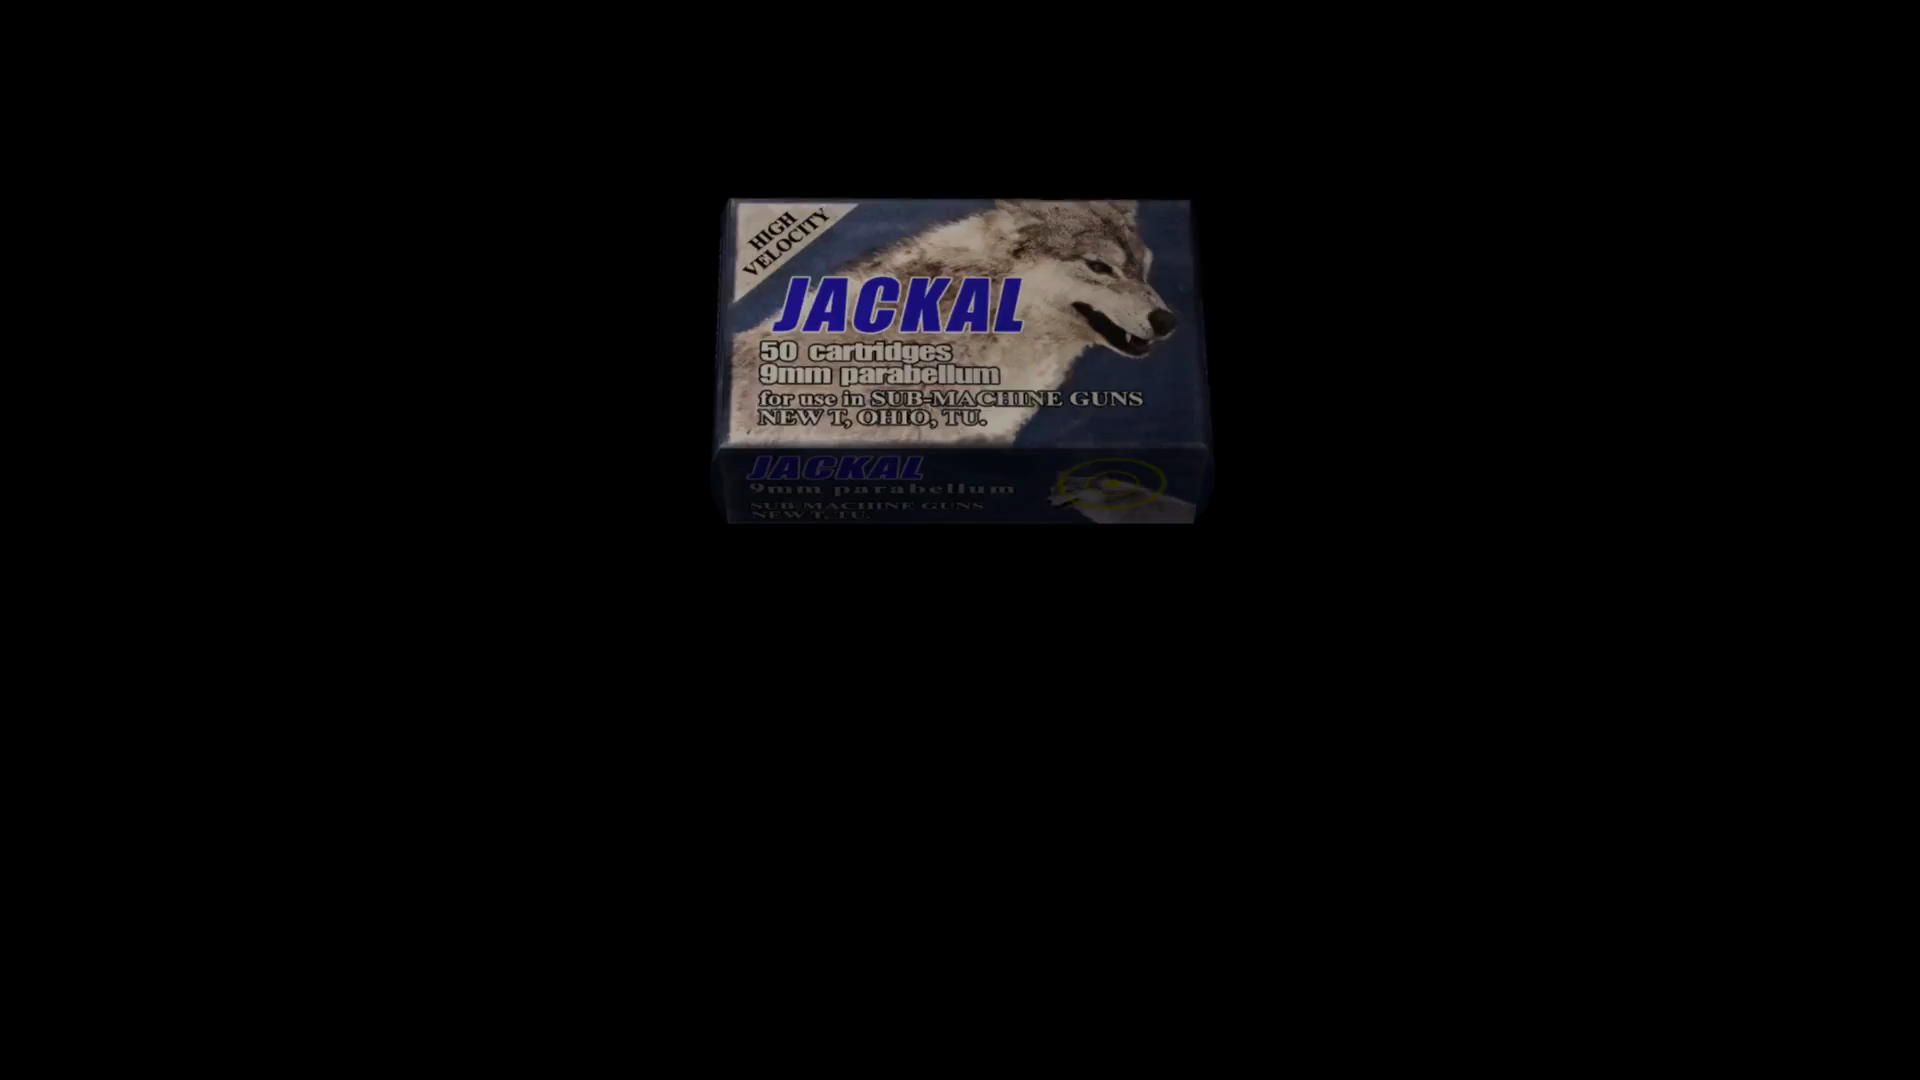 HIGH
VELOCITY
JACKAL
50 cartridges
9mm parabellum
for use in SUB-MACHINE GUNS
NEW T, OHIO, TU.
JACKAL
9mm parabellum
SUB-MACHINE GUNS
NEW T, TU.